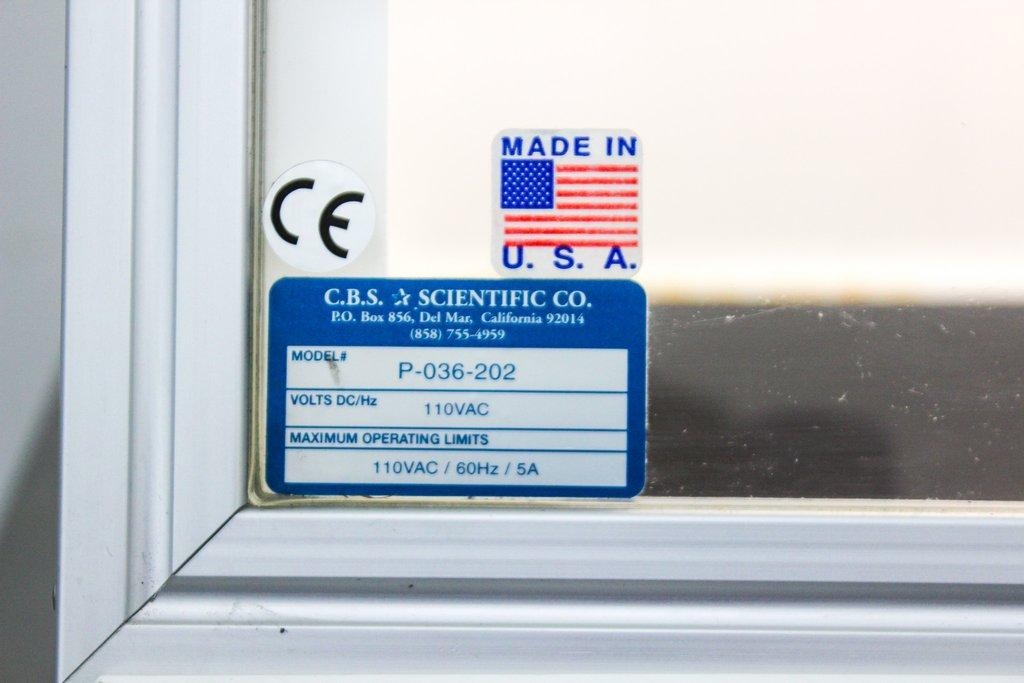 MADE IN
U. S. A.
CE
C.B.S. ☆ SCIENTIFIC CO.
P.O. Box 856, Del Mar, California 92014
(858) 755-4959
MODEL#
P-036-202
VOLTS DC/Hz
110VAC
MAXIMUM OPERATING LIMITS
110VAC / 60Hz / 5A